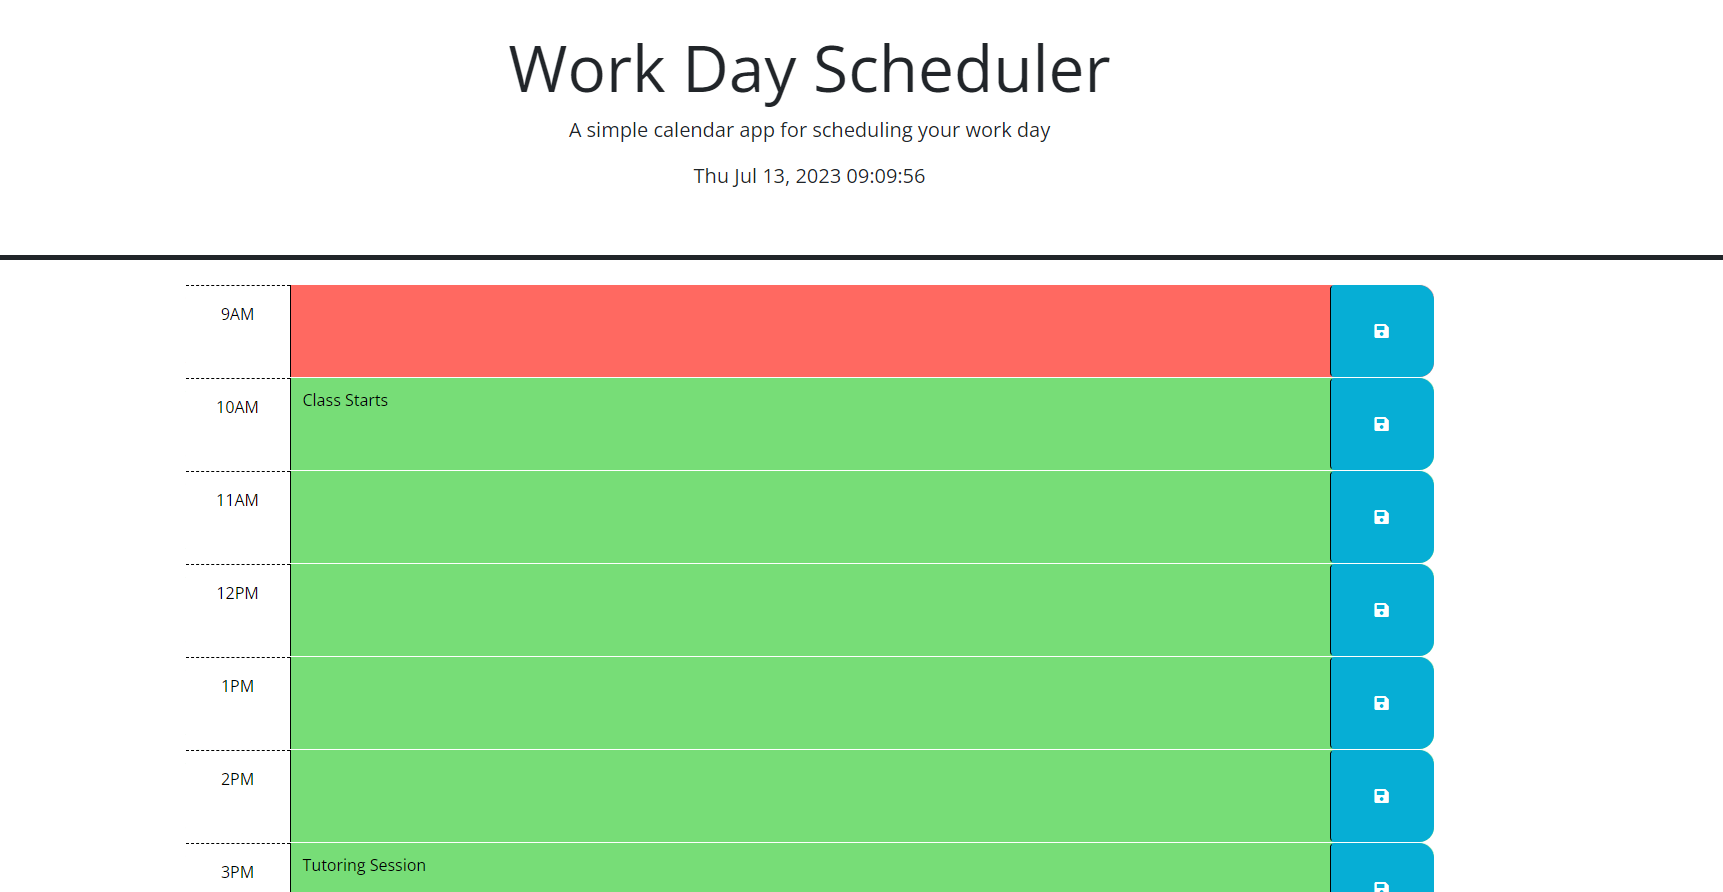 Work Day Scheduler
A simple calendar app for scheduling your work day
Thu Jul 13, 2023 09:09:56
9AM
10AM
Class Starts
11AM
12PM
1PM
2PM
3PM
Tutoring Session